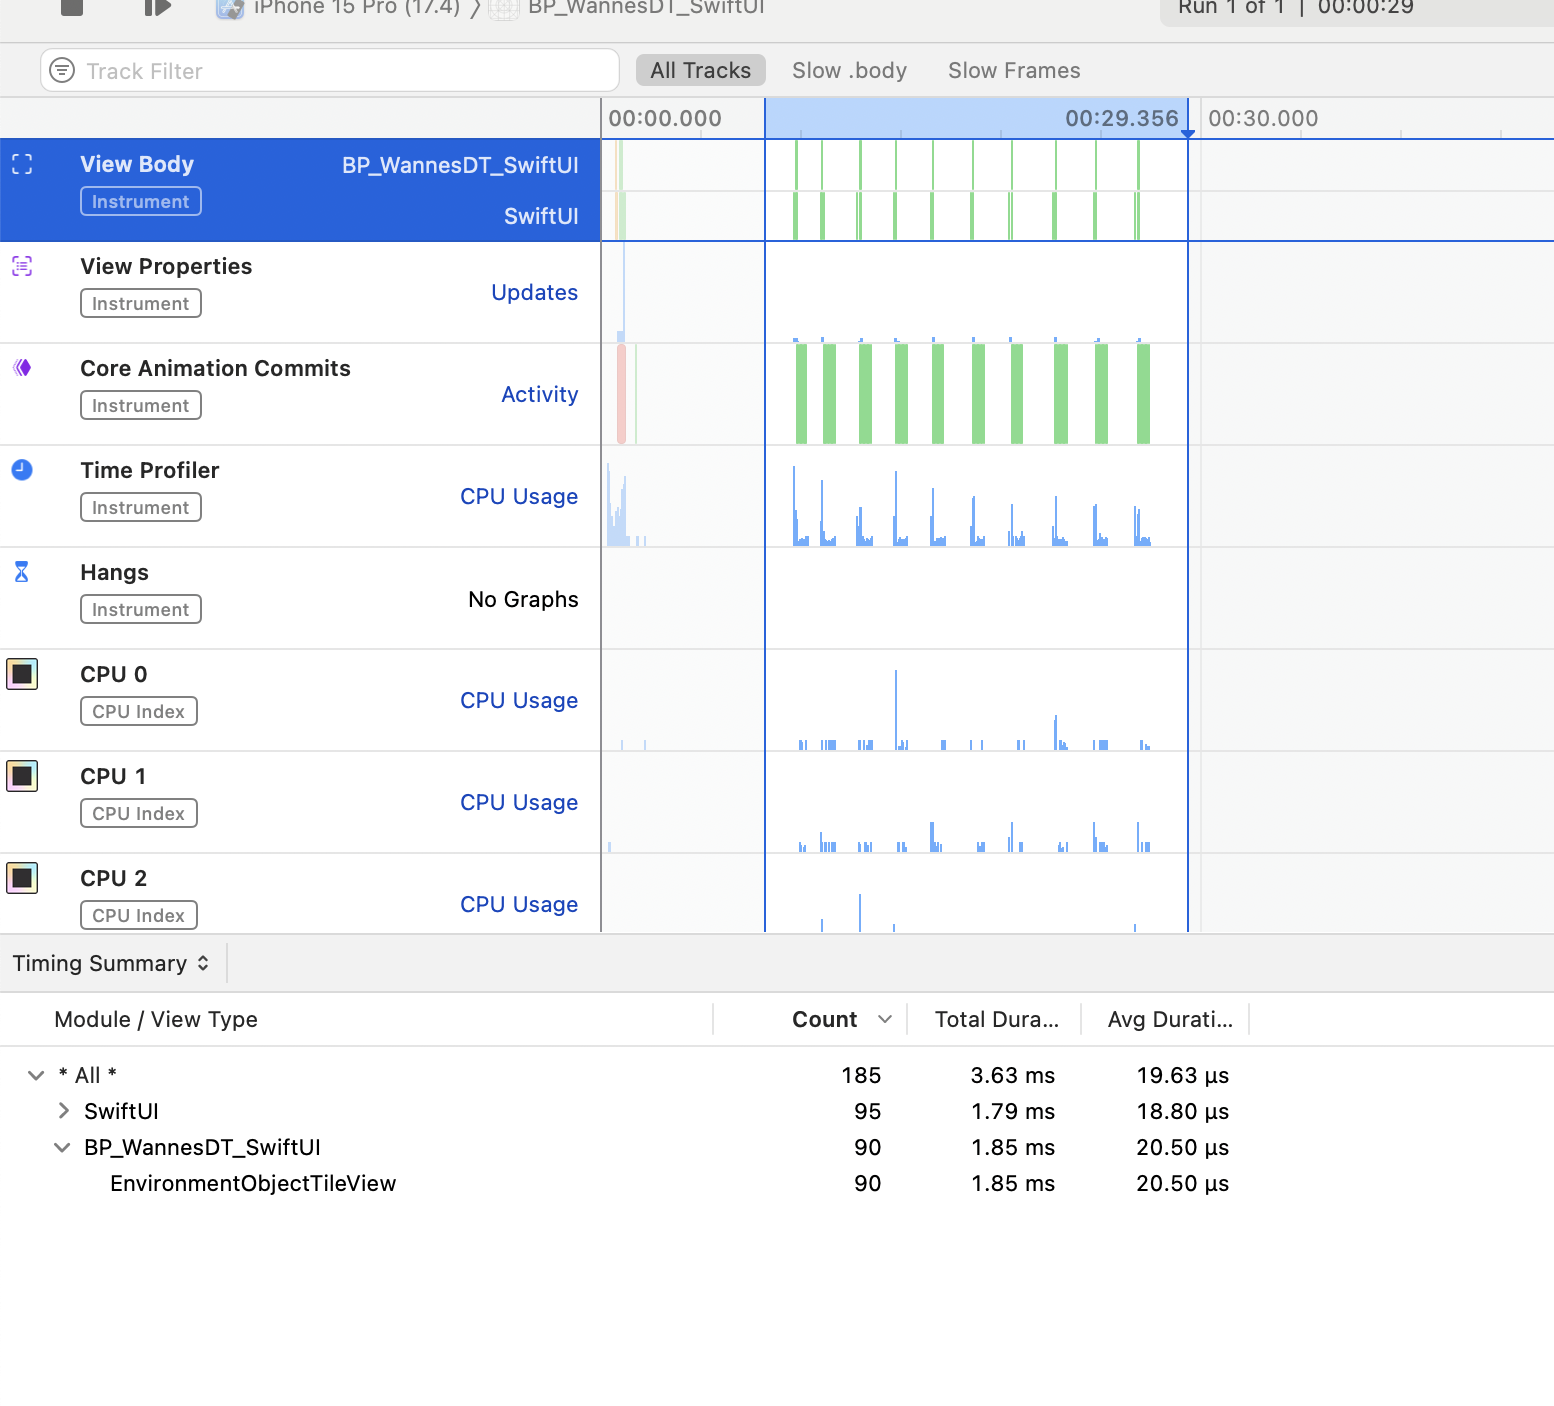 iPhone 15 Pro (17.4) 〉 BP_WannesDT_SwiftUI
Run 1 of 1 | 00:00:29
Track Filter
All Tracks Slow .body Slow Frames
00:00.000 00:29.356 00:30.000
View Body BP_WannesDT_SwiftUI
Instrument
SwiftUI
View Properties
Updates
Instrument
Core Animation Commits
Activity
Instrument
Time Profiler
CPU Usage
Instrument
Hangs
No Graphs
Instrument
CPU 0
CPU Usage
CPU Index
CPU 1
CPU Usage
CPU Index
CPU 2
CPU Usage
CPU Index
Timing Summary
Module / View Type Count Total Dura... Avg Durati...
* All * 185 3.63 ms 19.63 µs
SwiftUI 95 1.79 ms 18.80 µs
BP_WannesDT_SwiftUI 90 1.85 ms 20.50 µs
EnvironmentObjectTileView 90 1.85 ms 20.50 µs